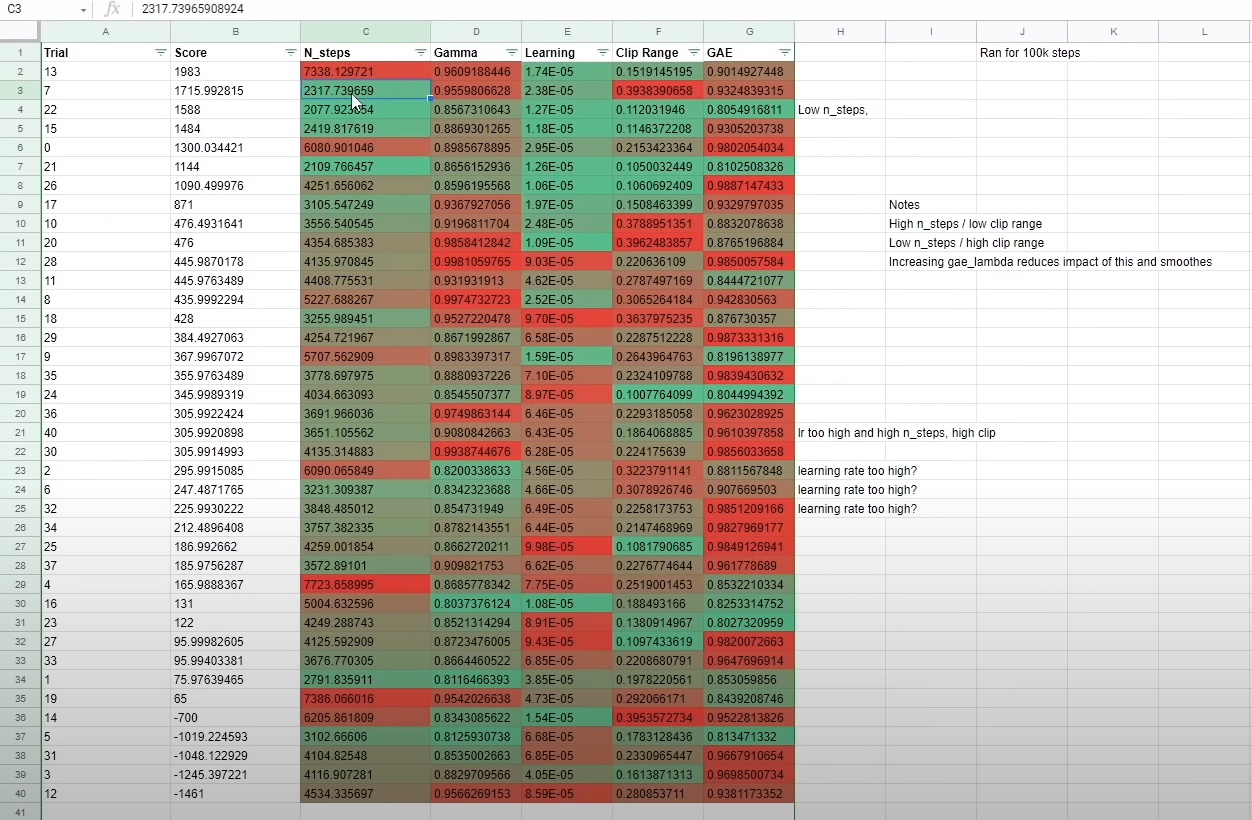 C3 fx 2317.73965908924
A B C D E F G H I J K L
1 Trial Score N_steps Gamma Learning Clip Range GAE Ran for 100k steps
2 13 1983 7338.129721 0.9609188446 1.74E-05 0.1519145195 0.9014927448
3 7 1715.992815 2317.739659 0.9559806628 2.38E-05 0.3938390658 0.9324839315
4 22 1588 2077.923854 0.8567310643 1.27E-05 0.112031946 0.8054916811 Low n_steps,
5 15 1484 2419.817619 0.8869301265 1.18E-05 0.1146372208 0.9305203738
6 0 1300.034421 6080.901046 0.8985678895 2.95E-05 0.2153423364 0.9802054034
7 21 1144 2109.766457 0.8656152936 1.26E-05 0.1050032449 0.8102508326
8 26 1090.499976 4251.656062 0.8596195568 1.06E-05 0.1060692409 0.9887147433
9 17 871 3105.547249 0.9367927056 1.97E-05 0.1508463399 0.9329797035 Notes
10 10 476.4931641 3556.540545 0.9196811704 2.48E-05 0.3788951351 0.8832078638 High n_steps / low clip range
11 20 476 4354.685383 0.9858412842 1.09E-05 0.3962483857 0.8765196884 Low n_steps / high clip range
12 28 445.9870178 4135.970845 0.9981059765 9.03E-05 0.220636109 0.9850057584 Increasing gae_lambda reduces impact of this and smoothes
13 11 445.9763489 4408.775531 0.931931913 4.62E-05 0.2787497169 0.8444721077
14 8 435.9992294 5227.688267 0.9974732723 2.52E-05 0.3065264184 0.942830563
15 18 428 3255.989451 0.9527220478 9.70E-05 0.3637975235 0.876730357
16 29 384.4927063 4254.721967 0.8671992867 6.58E-05 0.2287512228 0.9873331316
17 9 367.9967072 5707.562909 0.8983397317 1.59E-05 0.2643964763 0.8196138977
18 35 355.9763489 3778.697975 0.8880937226 7.10E-05 0.2324109788 0.9839430632
19 24 345.9989319 4034.663093 0.8545507377 8.97E-05 0.1007764099 0.8044994392
20 36 305.9922424 3691.966036 0.9749863144 6.46E-05 0.2293185058 0.9623028925
21 40 305.9920898 3651.105562 0.9080842663 6.43E-05 0.1864068885 0.9610397858 lr too high and high n_steps, high clip
22 30 305.9914993 4135.314883 0.9938744676 6.28E-05 0.224175639 0.9856033658
23 2 295.9915085 6090.065849 0.8200338633 4.56E-05 0.3223791141 0.8811567848 learning rate too high?
24 6 247.4871765 3231.309387 0.8342323688 4.66E-05 0.3078926746 0.907669503 learning rate too high?
25 32 225.9930222 3848.485012 0.854731949 6.49E-05 0.2258173753 0.9851209166 learning rate too high?
26 34 212.4896408 3757.382335 0.8782143551 6.44E-05 0.2147468969 0.9827969177
27 25 186.992662 4259.001854 0.8662720211 9.98E-05 0.1081790685 0.9849126941
28 37 185.9756287 3572.89101 0.909821753 6.62E-05 0.2276774644 0.961778689
29 4 165.9888367 7723.658995 0.8685778342 7.75E-05 0.2519001453 0.8532210334
30 16 131 5004.632596 0.8037376124 1.08E-05 0.188493166 0.8253314752
31 23 122 4249.288743 0.8521314294 8.91E-05 0.1380914967 0.8027320959
32 27 95.99982605 4125.592909 0.8723476005 9.43E-05 0.1097433619 0.9820072663
33 33 95.99403381 3676.770305 0.8664460522 6.85E-05 0.2208680791 0.9647696914
34 1 75.97639465 2791.835911 0.8116466393 3.85E-05 0.1978220561 0.853059856
35 19 65 7386.066016 0.9542026638 4.73E-05 0.292066171 0.8439208746
36 14 -700 6205.861809 0.8343085622 1.54E-05 0.3953572734 0.9522813826
37 5 -1019.224593 3102.66606 0.8125930738 6.68E-05 0.1783128436 0.813471332
38 31 -1048.122929 4104.82548 0.8535002663 6.85E-05 0.2330965447 0.9667910654
39 3 -1245.397221 4116.907281 0.8829709566 4.05E-05 0.1613871313 0.9698500734
40 12 -1461 4534.335697 0.9566269153 8.59E-05 0.280853711 0.9381173352
41